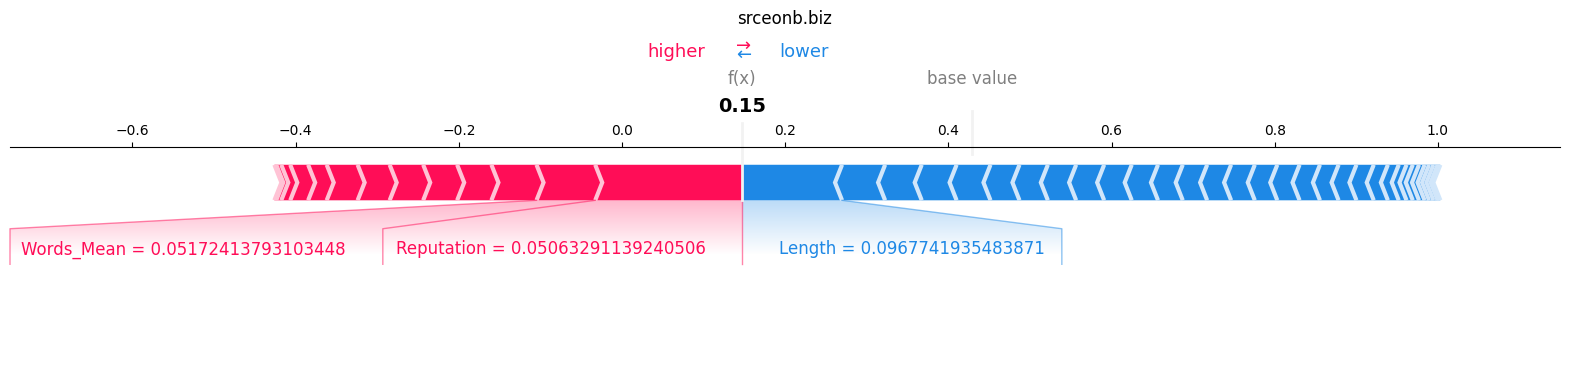 srceonb.biz
higher ⇄ lower
f(x) base value
0.15
−0.6 −0.4 −0.2 0.0 0.2 0.4 0.6 0.8 1.0
Words_Mean = 0.05172413793103448 Reputation = 0.05063291139240506 Length = 0.0967741935483871